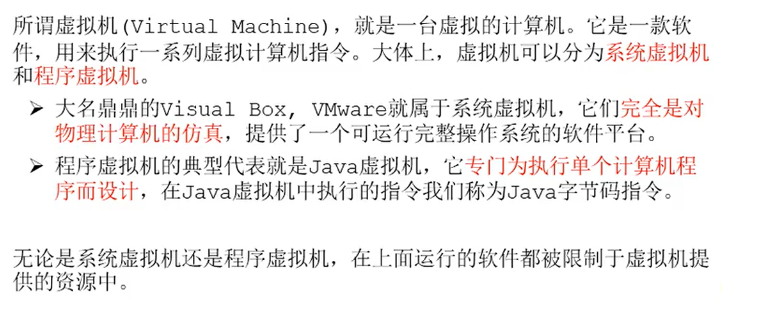 所谓虚拟机(Virtual Machine)，就是一台虚拟的计算机。它是一款软
件，用来执行一系列虚拟计算机指令。大体上，虚拟机可以分为系统虚拟机
和程序虚拟机。
➢ 大名鼎鼎的Visual Box, VMware就属于系统虚拟机，它们完全是对
物理计算机的仿真，提供了一个可运行完整操作系统的软件平台。
➢ 程序虚拟机的典型代表就是Java虚拟机，它专门为执行单个计算机程
序而设计，在Java虚拟机中执行的指令我们称为Java字节码指令。
无论是系统虚拟机还是程序虚拟机，在上面运行的软件都被限制于虚拟机提
供的资源中。